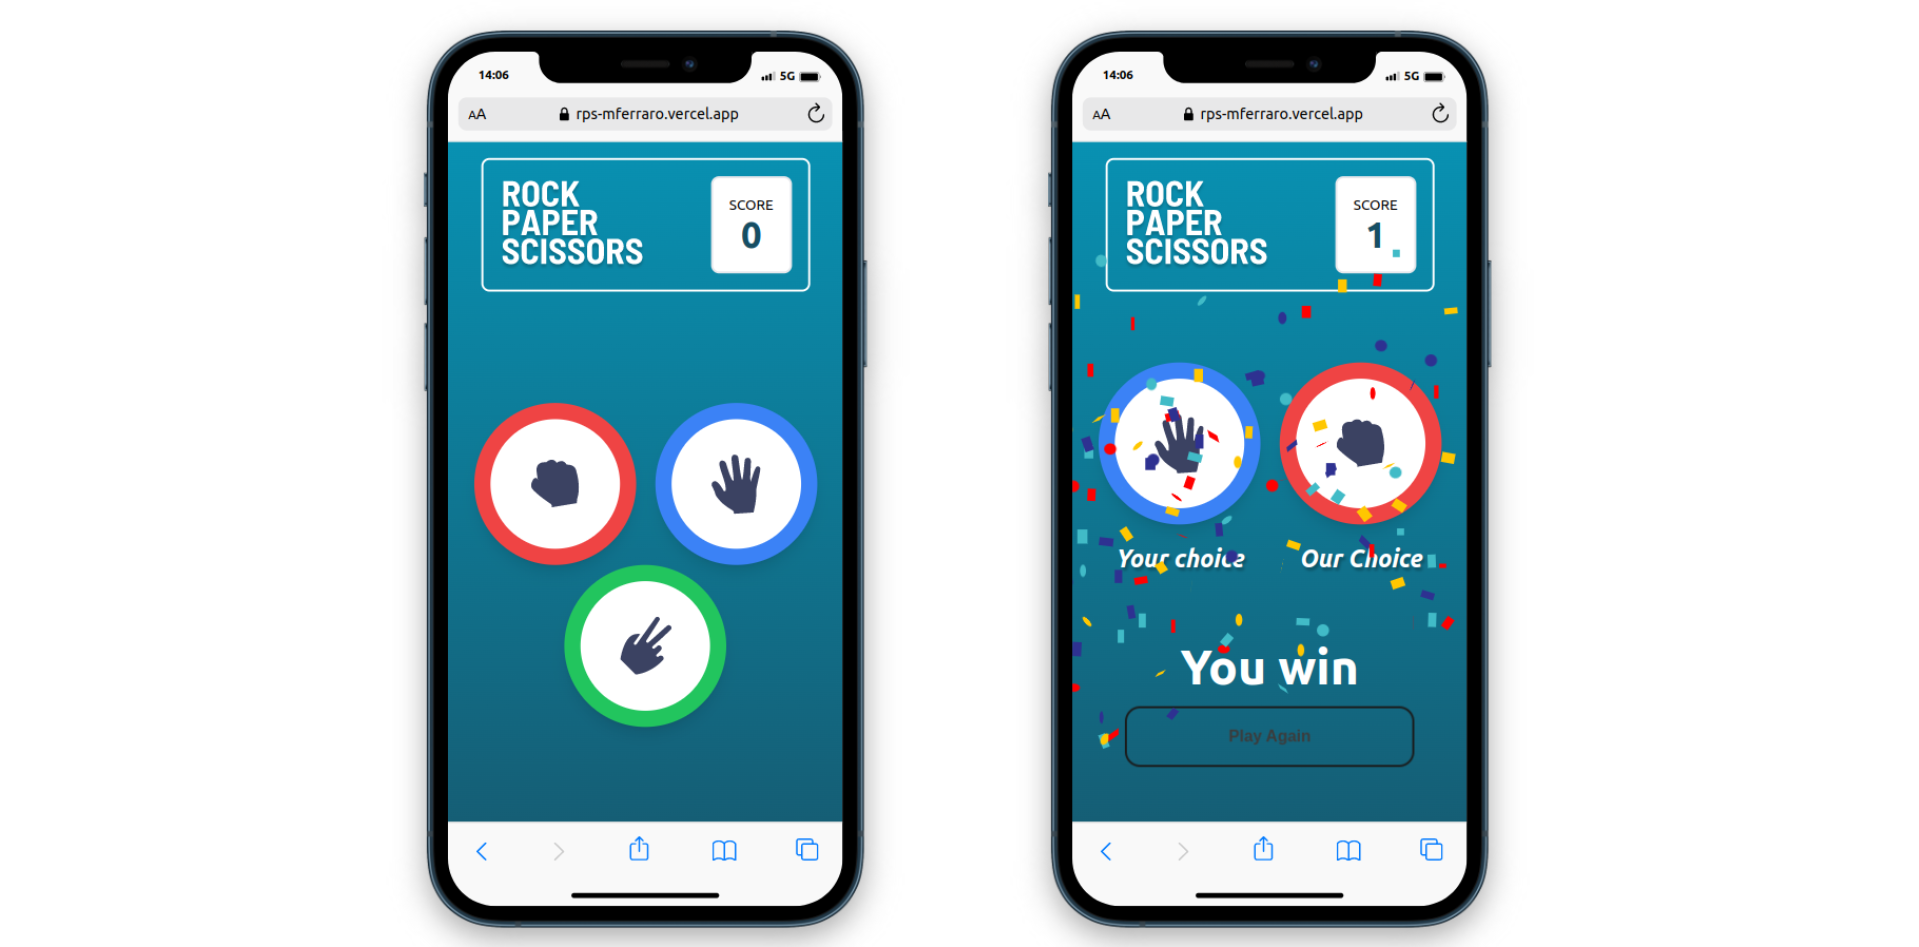 14:06
5G
AA
rps-mferraro.vercel.app
ROCK
PAPER
SCISSORS
SCORE
0
14:06
5G
AA
rps-mferraro.vercel.app
ROCK
PAPER
SCISSORS
SCORE
1
Your choice
Our Choice
You win
Play Again